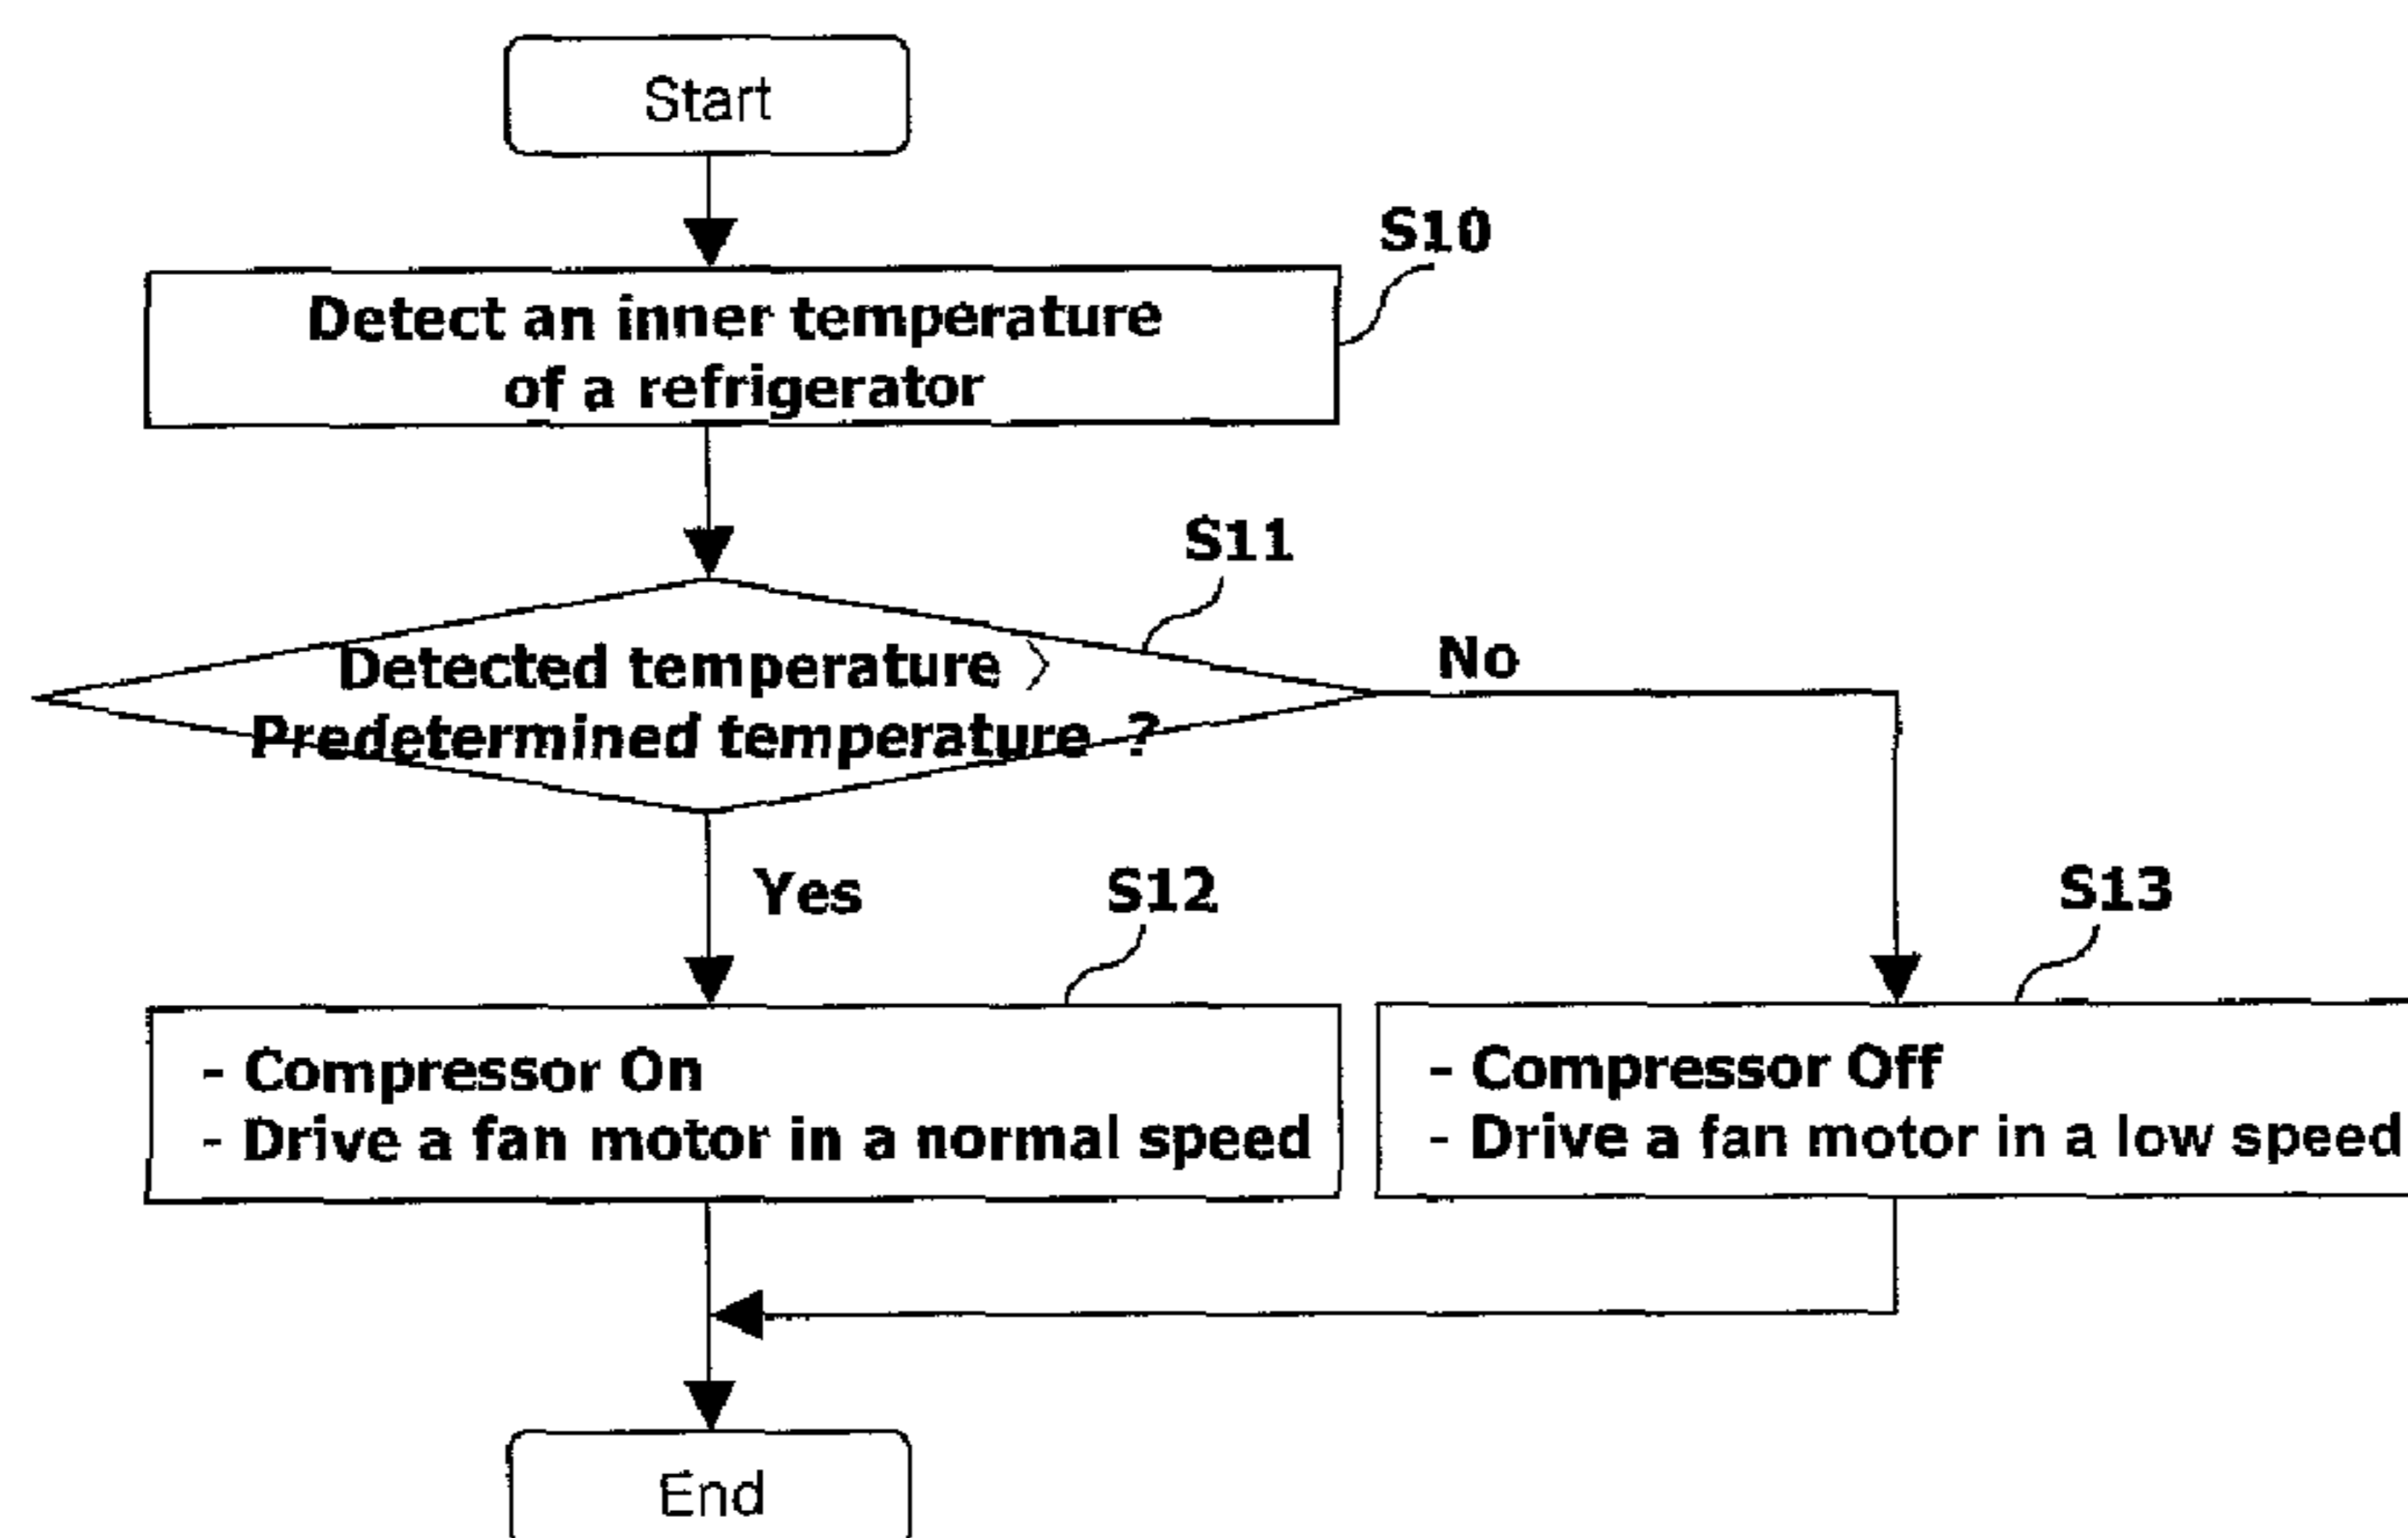 Start
S10
Detect an inner temperature
of a refrigerator
S11
Detected temperature 〉
Predetermined temperature ?
No
Yes
S12
S13
- Compressor On
- Drive a fan motor in a normal speed
- Compressor Off
- Drive a fan motor in a low speed
End